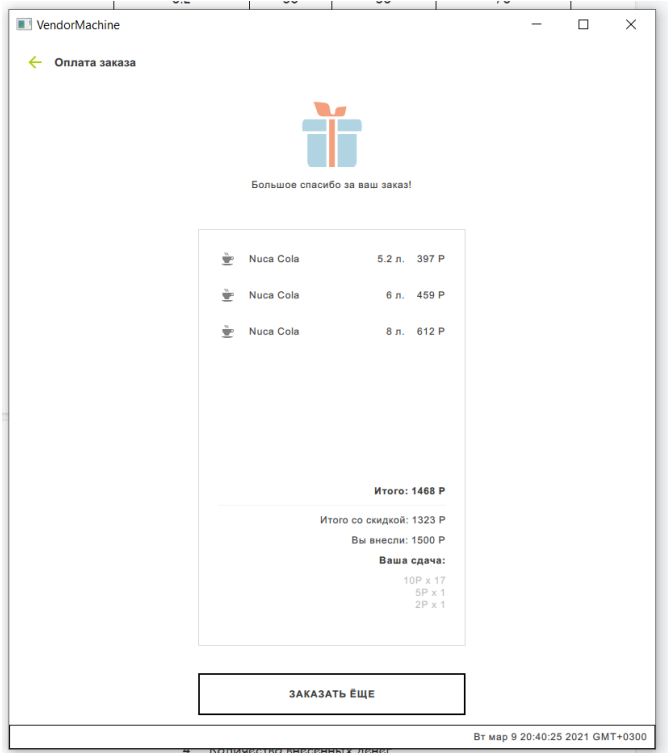 VendorMachine
Оплата заказа
Большое спасибо за ваш заказ!
Nuca Cola 5.2 л. 397 Р
Nuca Cola 6 л. 459 Р
Nuca Cola 8 л. 612 Р
Итого: 1468 Р
Итого со скидкой: 1323 Р
Вы внесли: 1500 Р
Ваша сдача:
10Р x 17
5Р x 1
2Р x 1
ЗАКАЗАТЬ ЁЩЕ
Вт мар 9 20:40:25 2021 GMT+0300